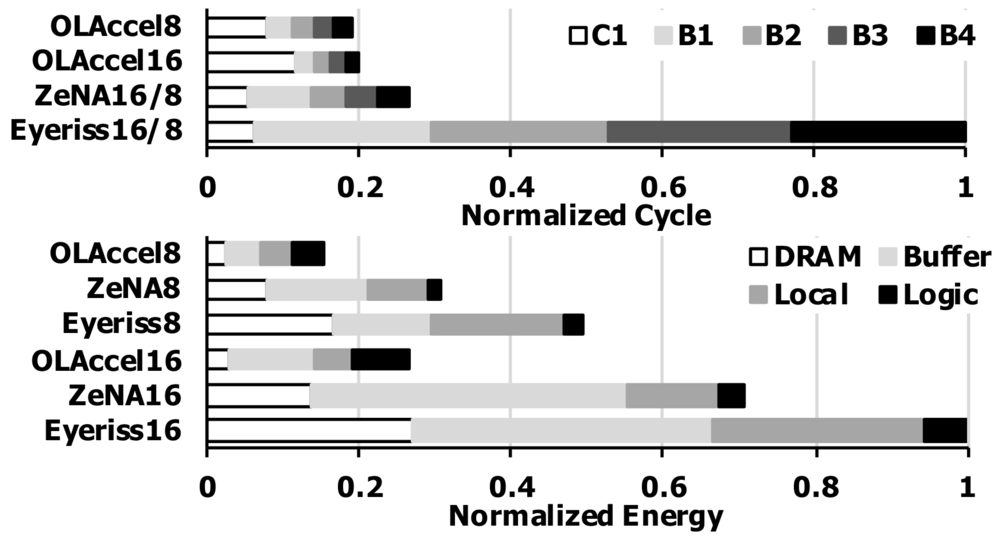 OLAccel8
C1 B1 B2 B3 B4
OLAccel16
ZeNA16/8
Eyeriss16/8
0 0.2 0.4 0.6 0.8 1
Normalized Cycle
OLAccel8
DRAM Buffer
ZeNA8
Local Logic
Eyeriss8
OLAccel16
ZeNA16
Eyeriss16
0 0.2 0.4 0.6 0.8 1
Normalized Energy